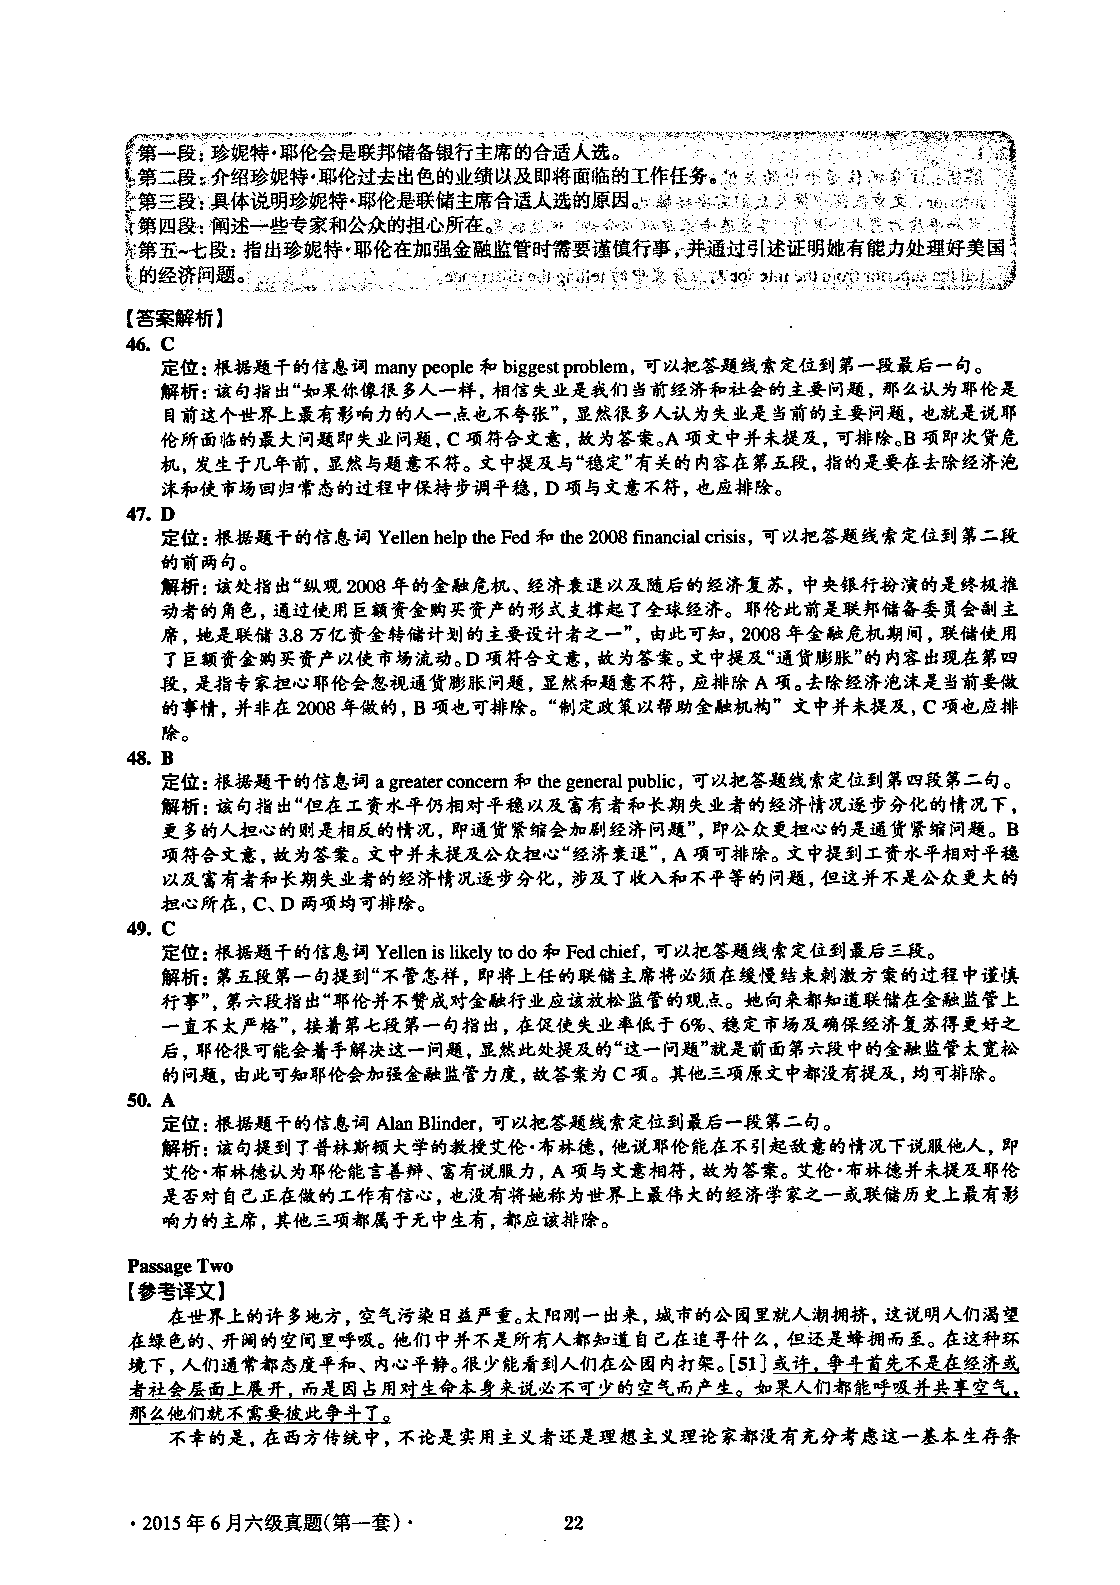 第一段：珍妮特·耶伦会是联邦储备银行主席的合适人选。
第二段：介绍珍妮特·耶伦过去出色的业绩以及即将面临的工作任务。
第三段：具体说明珍妮特·耶伦是联储主席合适人选的原因。
第四段：阐述一些专家和公众的担心所在。
第五~七段：指出珍妮特·耶伦在加强金融监管时需要谨慎行事，并通过引述证明她有能力处理好美国
的经济问题。
【答案解析】
46. C
定位：根据题干的信息词 many people 和 biggest problem，可以把答题线索定位到第一段最后一句。
解析：该句指出“如果你像很多人一样，相信失业是我们当前经济和社会的主要问题，那么认为耶伦是
目前这个世界上最有影响力的人一点也不夸张”，显然很多人认为失业是当前的主要问题，也就是说耶
伦所面临的最大问题即失业问题，C 项符合文意，故为答案。A 项文中并未提及，可排除。B 项即次贷危
机，发生于几年前，显然与题意不符。文中提及与“稳定”有关的内容在第五段，指的是要在去除经济泡
沫和使市场回归常态的过程中保持步调平稳，D 项与文意不符，也应排除。
47. D
定位：根据题干的信息词 Yellen help the Fed 和 the 2008 financial crisis，可以把答题线索定位到第二段
的前两句。
解析：该处指出“纵观 2008 年的金融危机、经济衰退以及随后的经济复苏，中央银行扮演的是终极推
动者的角色，通过使用巨额资金购买资产的形式支撑起了全球经济。耶伦此前是联邦储备委员会副主
席，她是联储 3.8 万亿资金转储计划的主要设计者之一”，由此可知，2008 年金融危机期间，联储使用
了巨额资金购买资产以使市场流动。D 项符合文意，故为答案。文中提及“通货膨胀”的内容出现在第四
段，是指专家担心耶伦会忽视通货膨胀问题，显然和题意不符，应排除 A 项。去除经济泡沫是当前要做
的事情，并非在 2008 年做的，B 项也可排除。“制定政策以帮助金融机构” 文中并未提及，C 项也应排
除。
48. B
定位：根据题干的信息词 a greater concern 和 the general public，可以把答题线索定位到第四段第二句。
解析：该句指出“但在工资水平仍相对平稳以及富有者和长期失业者的经济情况逐步分化的情况下，
更多的人担心的则是相反的情况，即通货紧缩会加剧经济问题”，即公众更担心的是通货紧缩问题。B
项符合文意，故为答案。文中并未提及公众担心“经济衰退”，A 项可排除。文中提到工资水平相对平稳
以及富有者和长期失业者的经济情况逐步分化，涉及了收入和不平等的问题，但这并不是公众更大的
担心所在，C、D 两项均可排除。
49. C
定位：根据题干的信息词 Yellen is likely to do 和 Fed chief，可以把答题线索定位到最后三段。
解析：第五段第一句提到“不管怎样，即将上任的联储主席将必须在缓慢结束刺激方案的过程中谨慎
行事”，第六段指出“耶伦并不赞成对金融行业应该放松监管的观点。她向来都知道联储在金融监管上
一直不太严格”，接着第七段第一句指出，在促使失业率低于 6%、稳定市场及确保经济复苏得更好之
后，耶伦很可能会着手解决这一问题，显然此处提及的“这一问题”就是前面第六段中的金融监管太宽松
的问题，由此可知耶伦会加强金融监管力度，故答案为 C 项。其他三项原文中都没有提及，均可排除。
50. A
定位：根据题干的信息词 Alan Blinder，可以把答题线索定位到最后一段第二句。
解析：该句提到了普林斯顿大学的教授艾伦·布林德，他说耶伦能在不引起敌意的情况下说服他人，即
艾伦·布林德认为耶伦能言善辩、富有说服力，A 项与文意相符，故为答案。艾伦·布林德并未提及耶伦
是否对自己正在做的工作有信心，也没有将她称为世界上最伟大的经济学家之一或联储历史上最有影
响力的主席，其他三项都属于无中生有，都应该排除。
Passage Two
【参考译文】
在世界上的许多地方，空气污染日益严重。太阳刚一出来，城市的公园里就人潮拥挤，这说明人们渴望
在绿色的、开阔的空间里呼吸。他们中并不是所有人都知道自己在追寻什么，但还是蜂拥而至。在这种环
境下，人们通常都态度平和、内心平静。很少能看到人们在公园内打架。[51] 或许，争斗首先不是在经济或
者社会层面上展开，而是因占用对生命本身来说必不可少的空气而产生。如果人们都能呼吸并共享空气，
那么他们就不需要彼此争斗了。
不幸的是，在西方传统中，不论是实用主义者还是理想主义理论家都没有充分考虑这一基本生存条
·2015 年 6 月六级真题(第一套)·
22